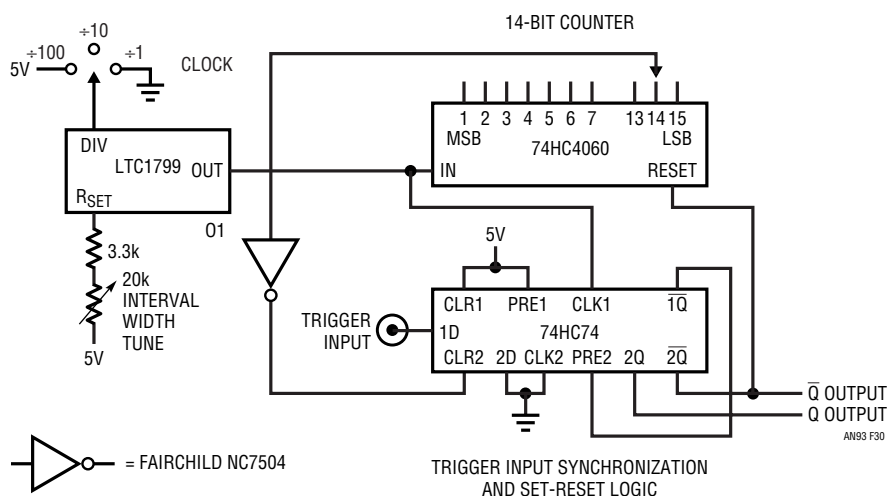 14-BIT COUNTER
÷10
÷100
÷1
5V
CLOCK
DIV
LTC1799
OUT
RSET
O1
3.3k
20k
INTERVAL
WIDTH
TUNE
5V
1 2 3 4 5 6 7 13 14 15
MSB
LSB
74HC4060
IN
RESET
5V
CLR1 PRE1 CLK1 1Q̅
TRIGGER
INPUT
1D
74HC74
CLR2 2D CLK2 PRE2 2Q 2Q̅
Q̅ OUTPUT
Q OUTPUT
AN93 F30
= FAIRCHILD NC7504
TRIGGER INPUT SYNCHRONIZATION
AND SET-RESET LOGIC